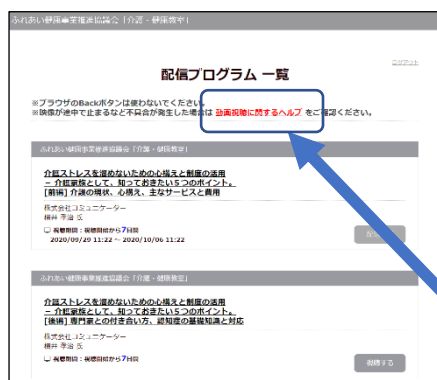 ふれあい健康事業推進協議会「介護・健康教室」
ログアウト
配信プログラム 一覧
※ブラウザのBackボタンは使わないでください。
※映像が途中で止まるなど不具合が発生した場合は 動画視聴に関するヘルプ をご確認ください。
ふれあい健康事業推進協議会「介護・健康教室」
介護ストレスを溜めないための心構えと制度の活用
－ 介護家族として、知っておきたい５つのポイント。
[前編] 介護の現状、心構え、主なサービスと費用
株式会社コミュニケーター
孝治 氏
視聴期間：視聴開始から7日間
2020/09/29 11:22 ～ 2020/10/06 11:22
ふれあい健康事業推進協議会「介護・健康教室」
介護ストレスを溜めないための心構えと制度の活用
－ 介護家族として、知っておきたい５つのポイント。
[後編] 専門家との付き合い方、認知症の基礎知識と対応
株式会社コミュニケーター
孝治 氏
視聴期間：視聴開始から7日間
視聴する